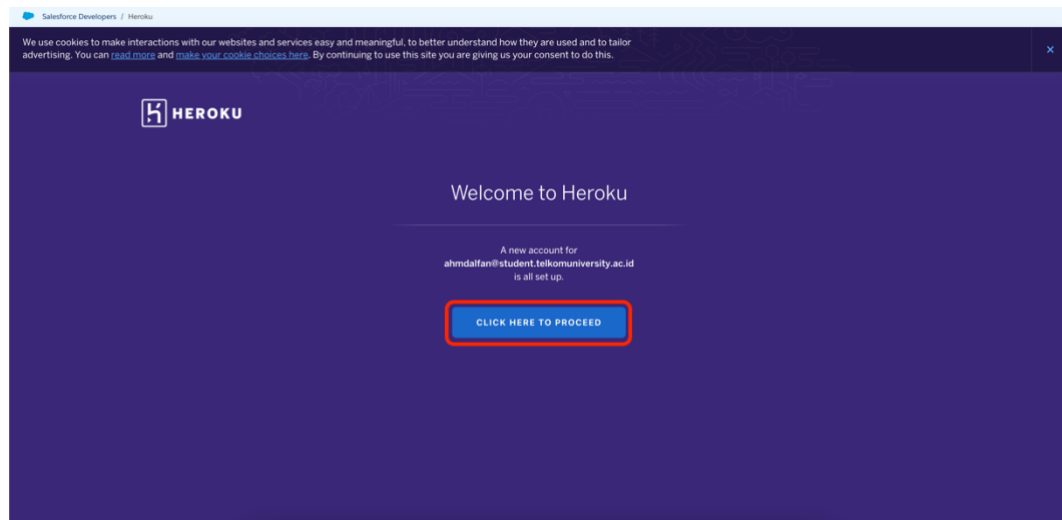 Salesforce Developers / Heroku
We use cookies to make interactions with our websites and services easy and meaningful, to better understand how they are used and to tailor
advertising. You can read more and make your cookie choices here. By continuing to use this site you are giving us your consent to do this.
×
HEROKU
Welcome to Heroku
A new account for
ahmdalfan@student.telkomuniversity.ac.id
is all set up.
CLICK HERE TO PROCEED